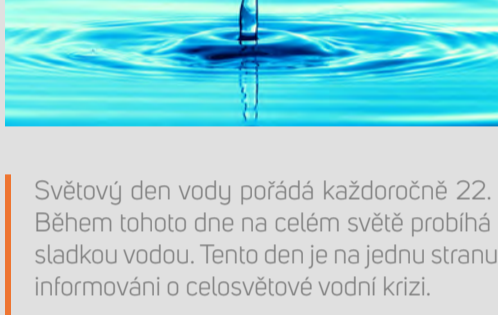 Světový den vody pořádá každoročně 22.
Během tohoto dne na celém světě probíhá
sladkou vodou. Tento den je na jednu stranu
informováni o celosvětové vodní krizi.